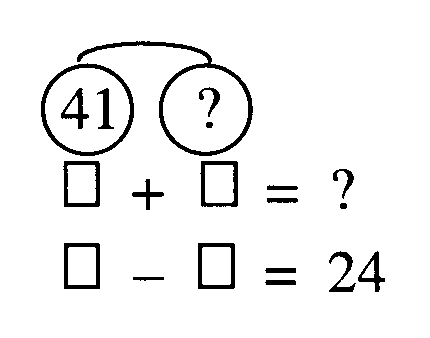 41 ?
□ + □ = ?
□ − □ = 24